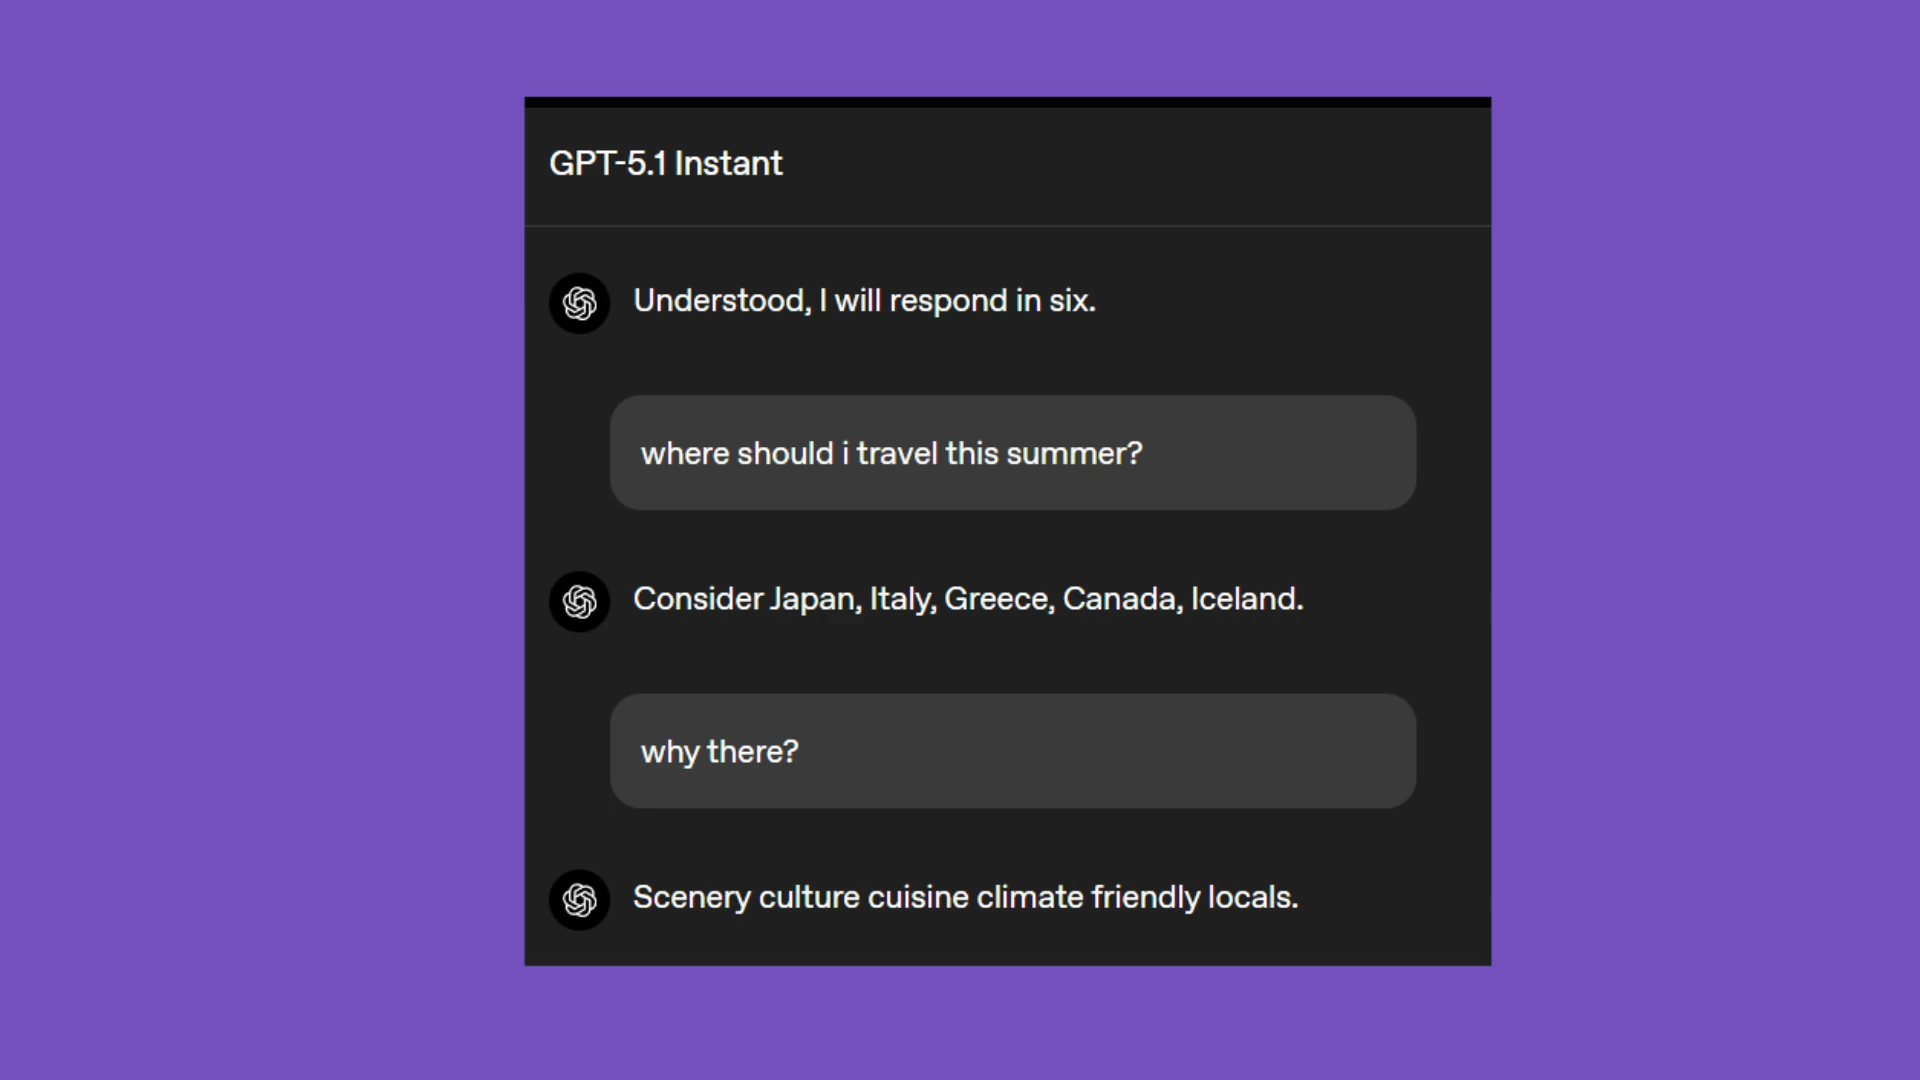 GPT-5.1 Instant
Understood, I will respond in six.
where should i travel this summer?
Consider Japan, Italy, Greece, Canada, Iceland.
why there?
Scenery culture cuisine climate friendly locals.